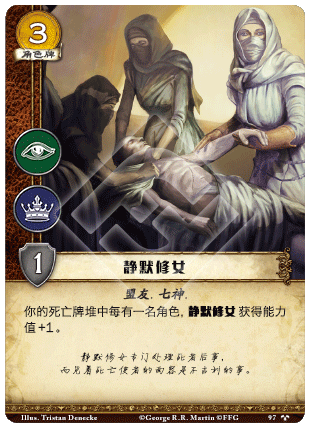 3
角色牌
1
静默修女
盟友. 七神.
你的死亡牌堆中每有一名角色, 静默修女 获得能力
值 +1。
静默修女专门处理死者后事,
而见着死亡使者的面容是不吉利的事。
Illus. Tristan Denecke ©George R.R. Martin ©FFG 97